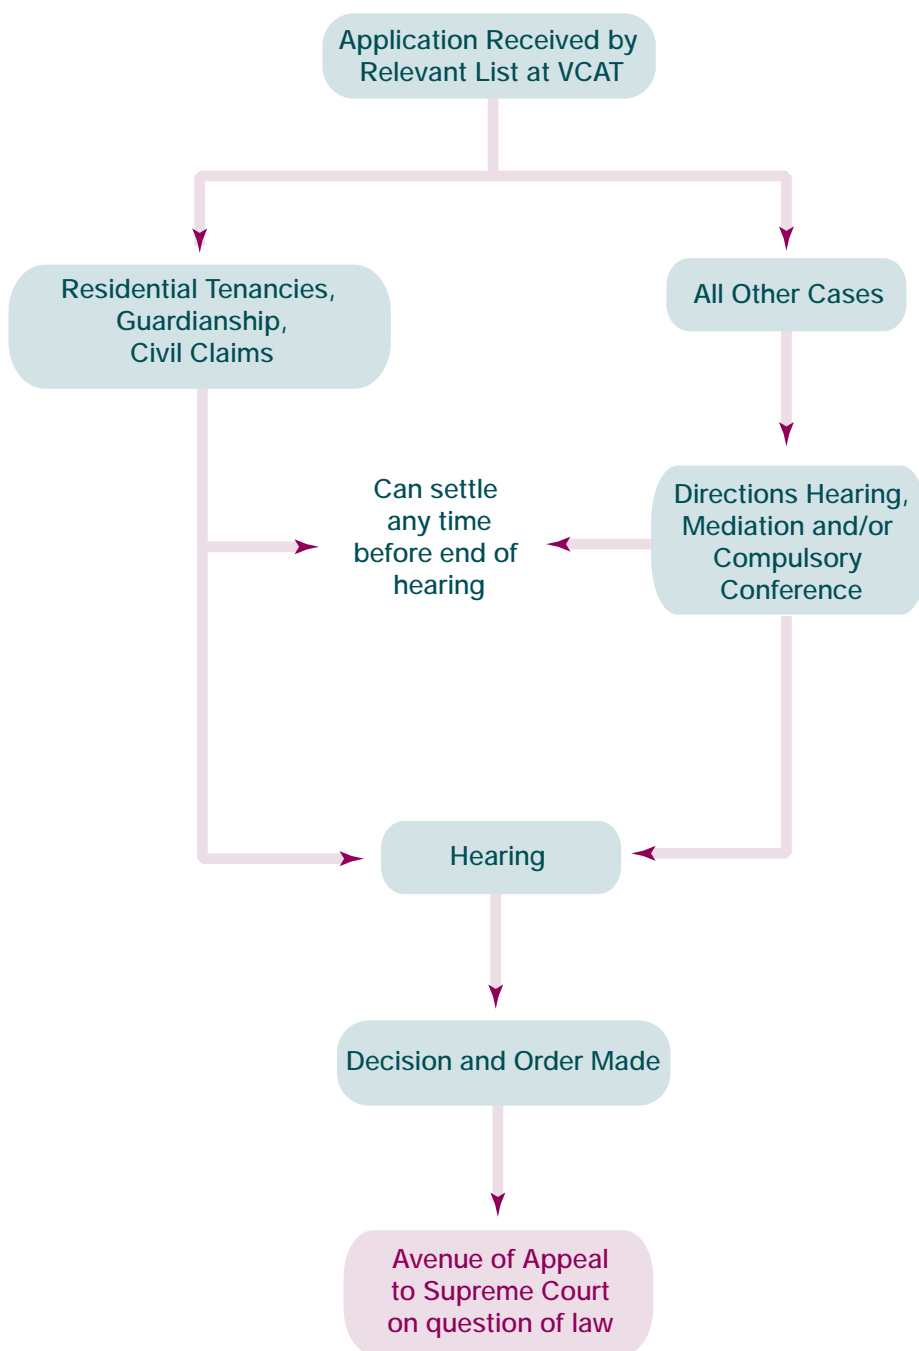 Application Received by
Relevant List at VCAT
Residential Tenancies,
Guardianship,
Civil Claims
All Other Cases
Can settle
any time
before end of
hearing
Directions Hearing,
Mediation and/or
Compulsory
Conference
Hearing
Decision and Order Made
Avenue of Appeal
to Supreme Court
on question of law